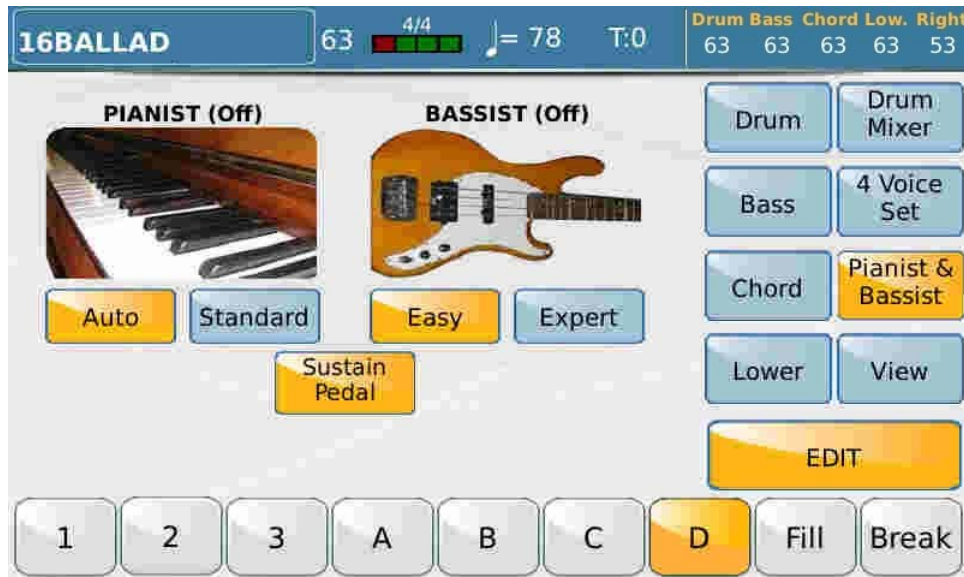 16BALLAD 63 4/4 = 78 T:0
Drum Bass Chord Low. Right
63 63 63 63 53
PIANIST (Off)
BASSIST (Off)
Auto
Standard
Easy
Expert
Sustain
Pedal
Drum
Drum
Mixer
Bass
4 Voice
Set
Chord
Pianist &
Bassist
Lower
View
EDIT
1 2 3 A B C D Fill Break